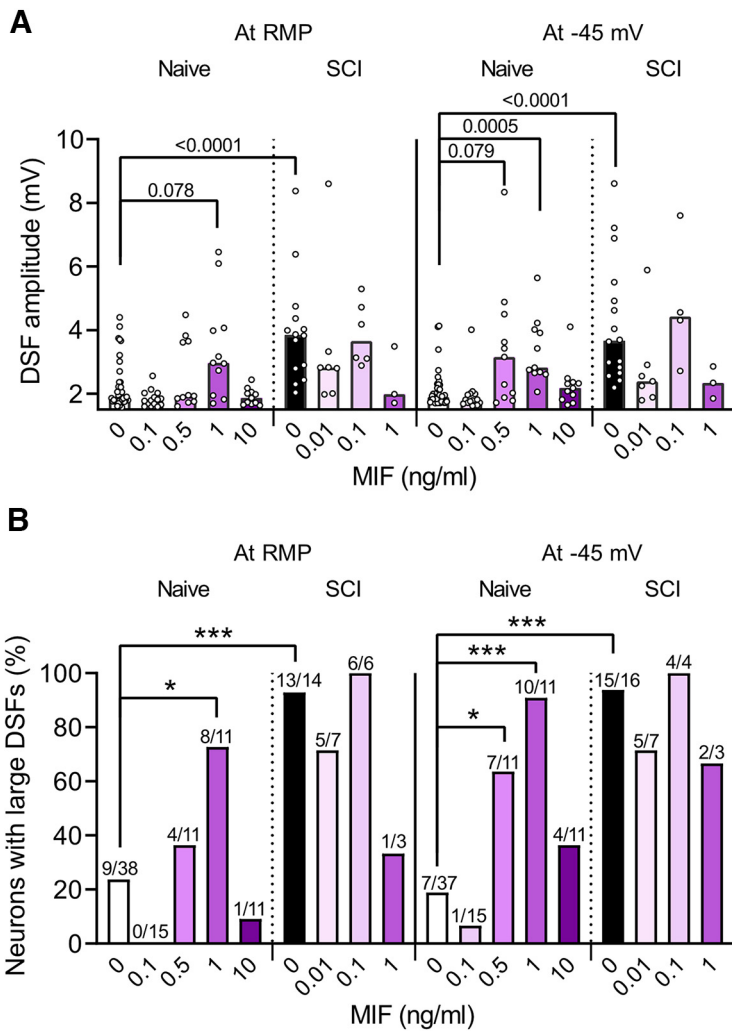 A
At RMP At -45 mV
Naive SCI Naive SCI
<0.0001
0.0005
0.079
<0.0001
0.078
10
8
6
4
2
DSF amplitude (mV)
0 0.1 0.5 1 10 0 0.01 0.1 1 0 0.1 0.5 1 10 0 0.01 0.1 1
MIF (ng/ml)
B
At RMP At -45 mV
Naive SCI Naive SCI
*** ***
***
* *
100
80
60
40
20
0
Neurons with large DSFs (%)
9/38 0/15 4/11 8/11 1/11 13/14 5/7 6/6 1/3 7/37 1/15 7/11 10/11 4/11 15/16 5/7 4/4 2/3
0 0.1 0.5 1 10 0 0.01 0.1 1 0 0.1 0.5 1 10 0 0.01 0.1 1
MIF (ng/ml)